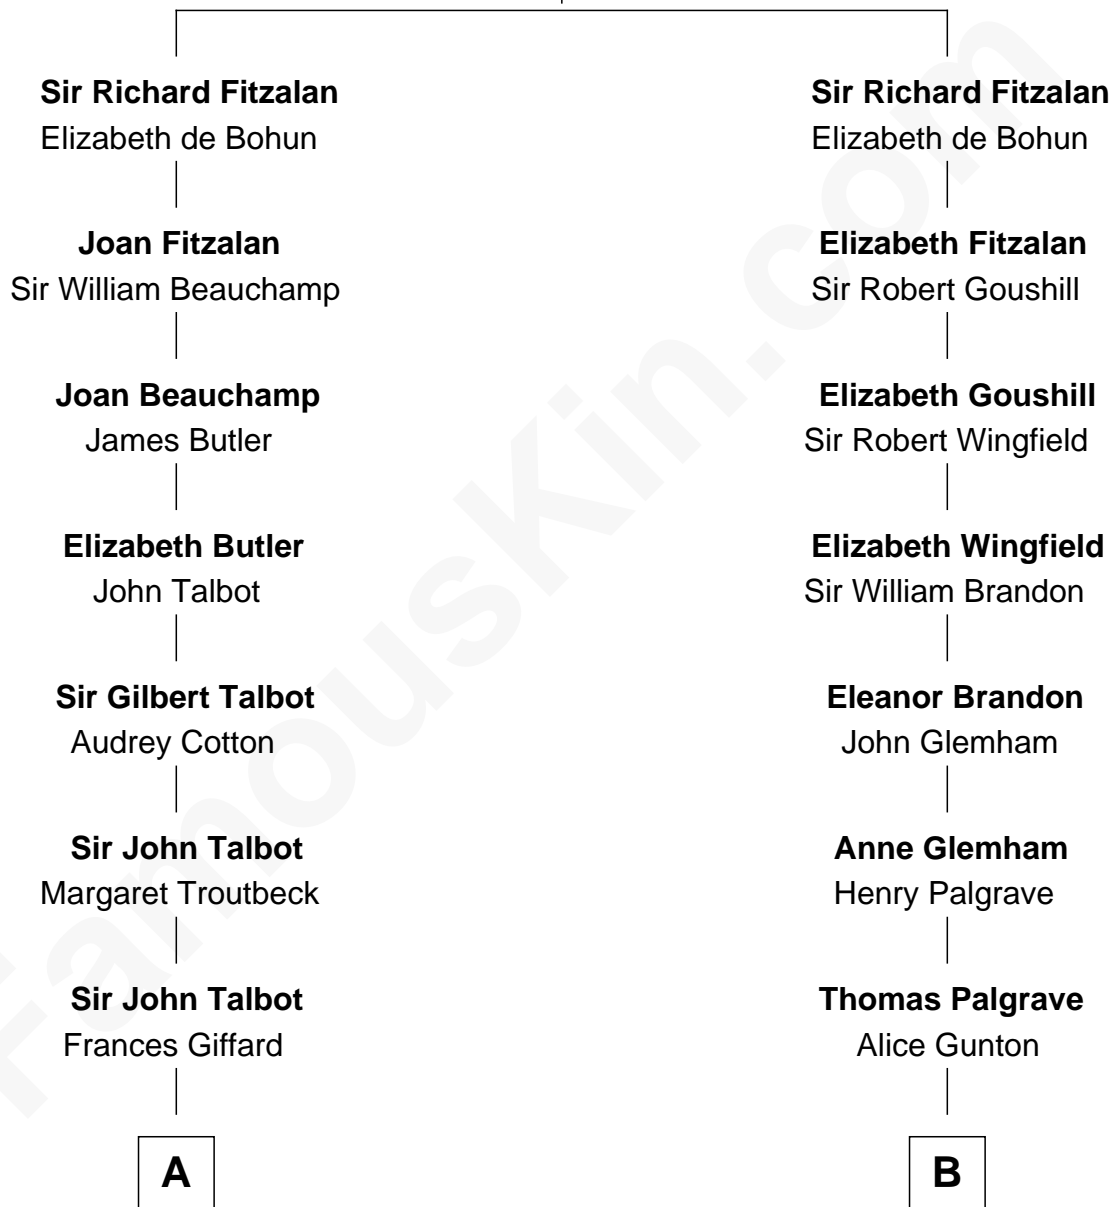 Sir Richard Fitzalan
Elizabeth de Bohun
Joan Fitzalan
Sir William Beauchamp
Joan Beauchamp
James Butler
Elizabeth Butler
John Talbot
Sir Gilbert Talbot
Audrey Cotton
Sir John Talbot
Margaret Troutbeck
Sir John Talbot
Frances Giffard
A
Sir Richard Fitzalan
Elizabeth de Bohun
Elizabeth Fitzalan
Sir Robert Goushill
Elizabeth Goushill
Sir Robert Wingfield
Elizabeth Wingfield
Sir William Brandon
Eleanor Brandon
John Glemham
Anne Glemham
Henry Palgrave
Thomas Palgrave
Alice Gunton
B
FamousKin.com